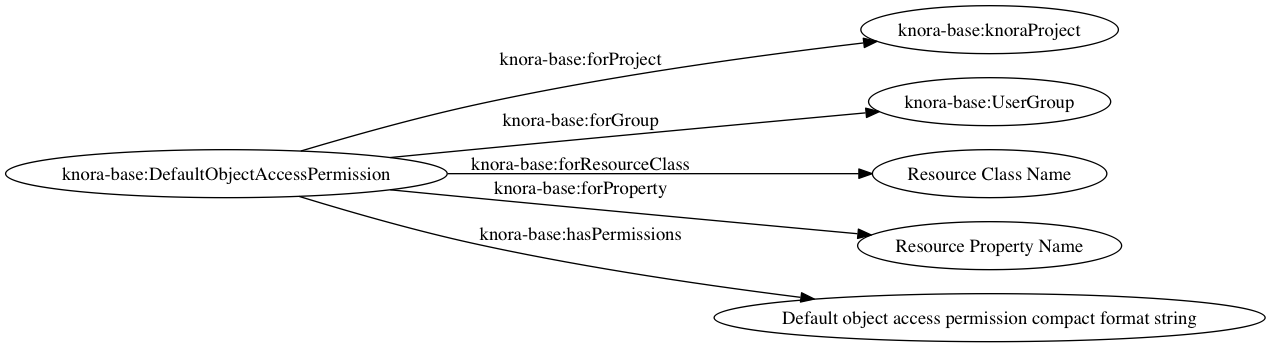 knora-base:knoraProject
knora-base:forProject
knora-base:UserGroup
knora-base:forGroup
knora-base:forResourceClass
knora-base:DefaultObjectAccessPermission
Resource Class Name
knora-base:forProperty
knora-base:hasPermissions
Resource Property Name
Default object access permission compact format string